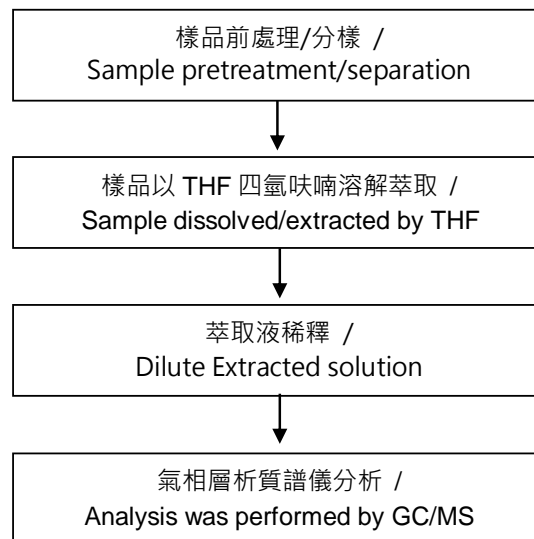 樣品前處理/分樣 /
Sample pretreatment/separation
樣品以 THF 四氫呋喃溶解萃取 /
Sample dissolved/extracted by THF
萃取液稀釋 /
Dilute Extracted solution
氣相層析質譜儀分析 /
Analysis was performed by GC/MS